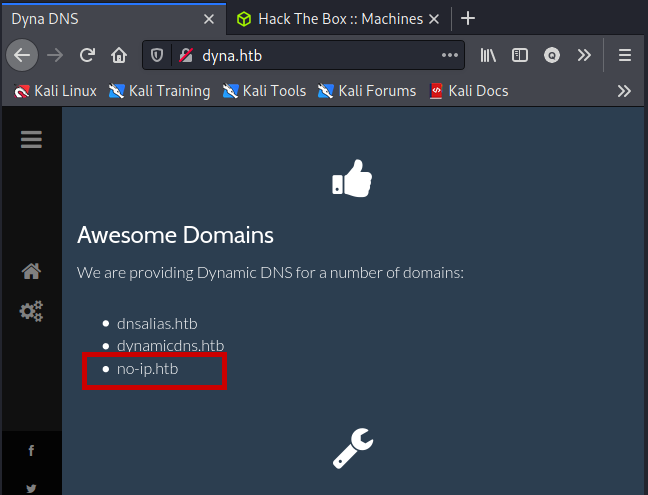 Dyna DNS
Hack The Box :: Machines
dyna.htb
Kali Linux
Kali Training
Kali Tools
Kali Forums
Kali Docs
Awesome Domains
We are providing Dynamic DNS for a number of domains:
dnsalias.htb
dynamicdns.htb
no-ip.htb